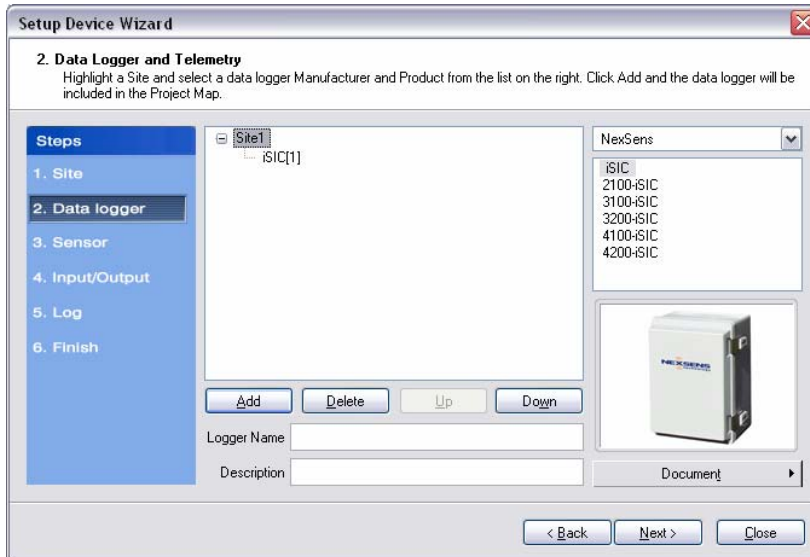 Setup Device Wizard
2. Data Logger and Telemetry
Highlight a Site and select a data logger Manufacturer and Product from the list on the right. Click Add and the data logger will be
included in the Project Map.
Steps
1. Site
2. Data logger
3. Sensor
4. Input/Output
5. Log
6. Finish
Site1
iSIC[1]
Add
Delete
Up
Down
Logger Name
Description
NexSens
iSIC
2100-iSIC
3100-iSIC
3200-iSIC
4100-iSIC
4200-iSIC
NEXSENS
Document
< Back
Next >
Close